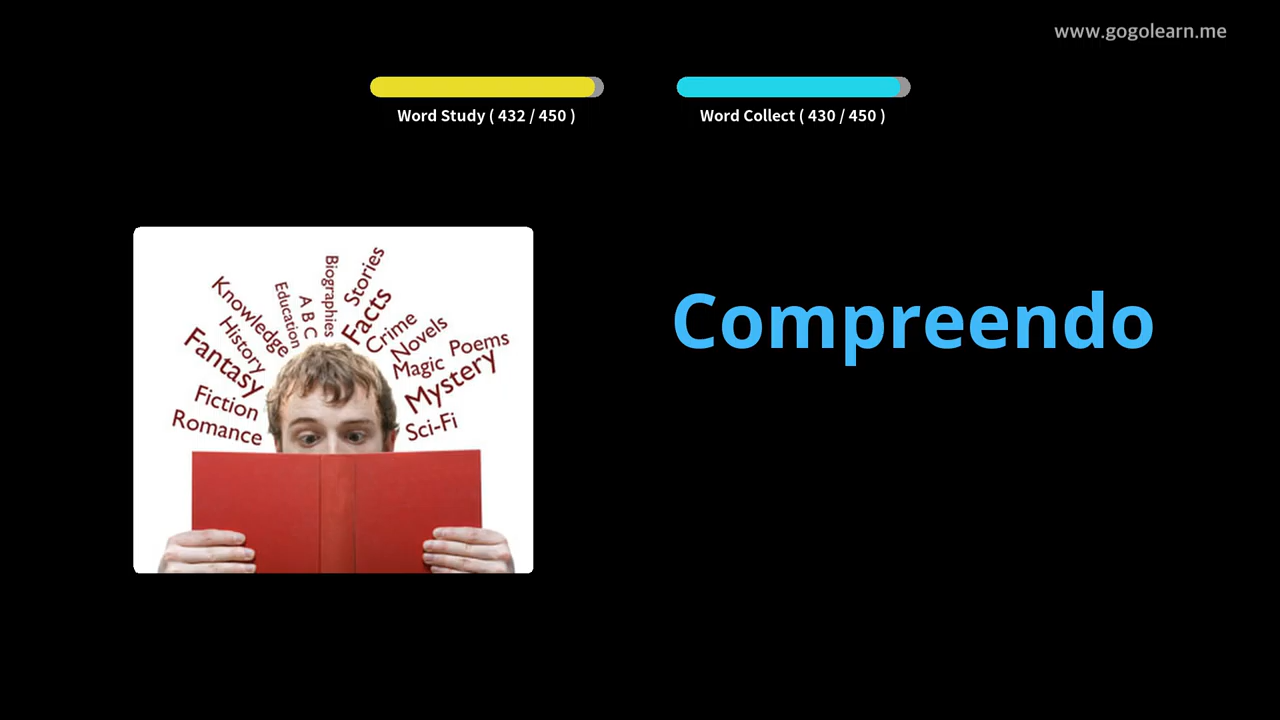 www.gogolearn.me
Word Study ( 432 / 450 )
Word Collect ( 430 / 450 )
Compreendo
Knowledge
Education
A B C
Biographies
Stories
Facts
Crime
Novels
Poems
History
Magic
Fantasy
Mystery
Fiction
Sci-Fi
Romance